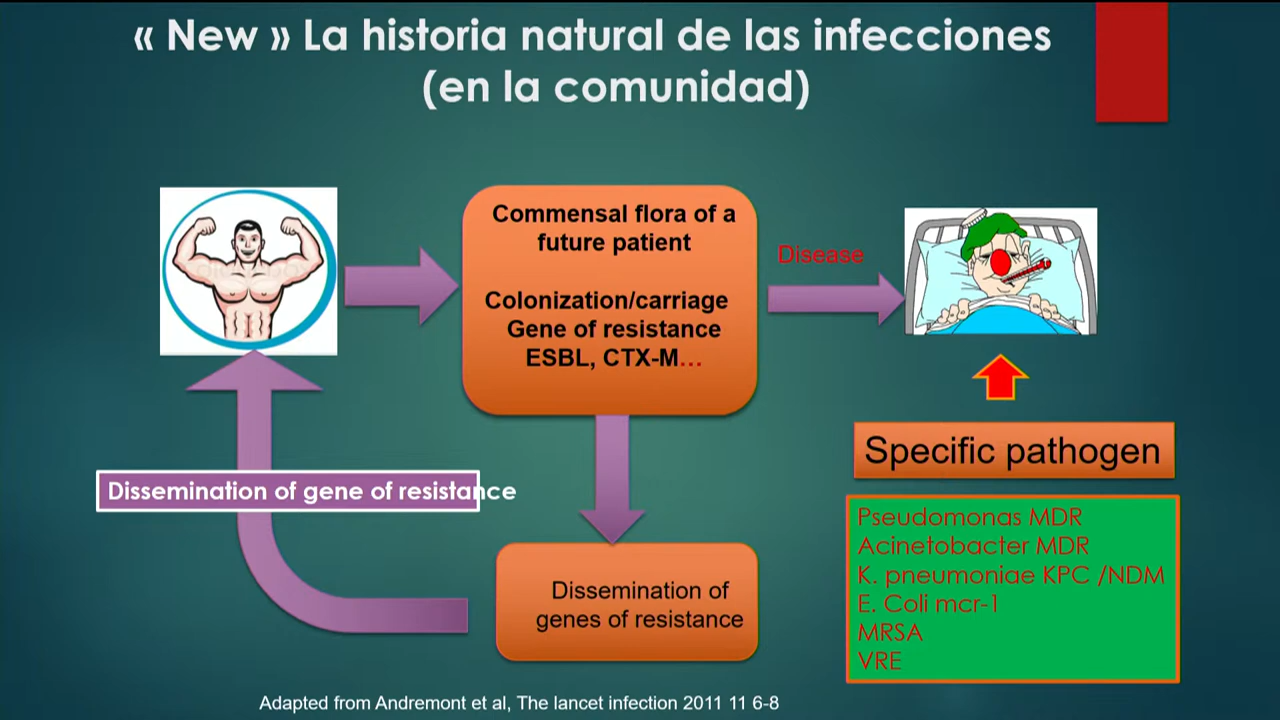 « New » La historia natural de las infecciones
(en la comunidad)
Commensal flora of a
future patient
Colonization/carriage
Gene of resistance
ESBL, CTX-M…
Disease
Specific pathogen
Pseudomonas MDR
Acinetobacter MDR
K. pneumoniae KPC /NDM
E. Coli mcr-1
MRSA
VRE
Dissemination of gene of resistance
Dissemination of
genes of resistance
Adapted from Andremont et al, The lancet infection 2011 11 6-8